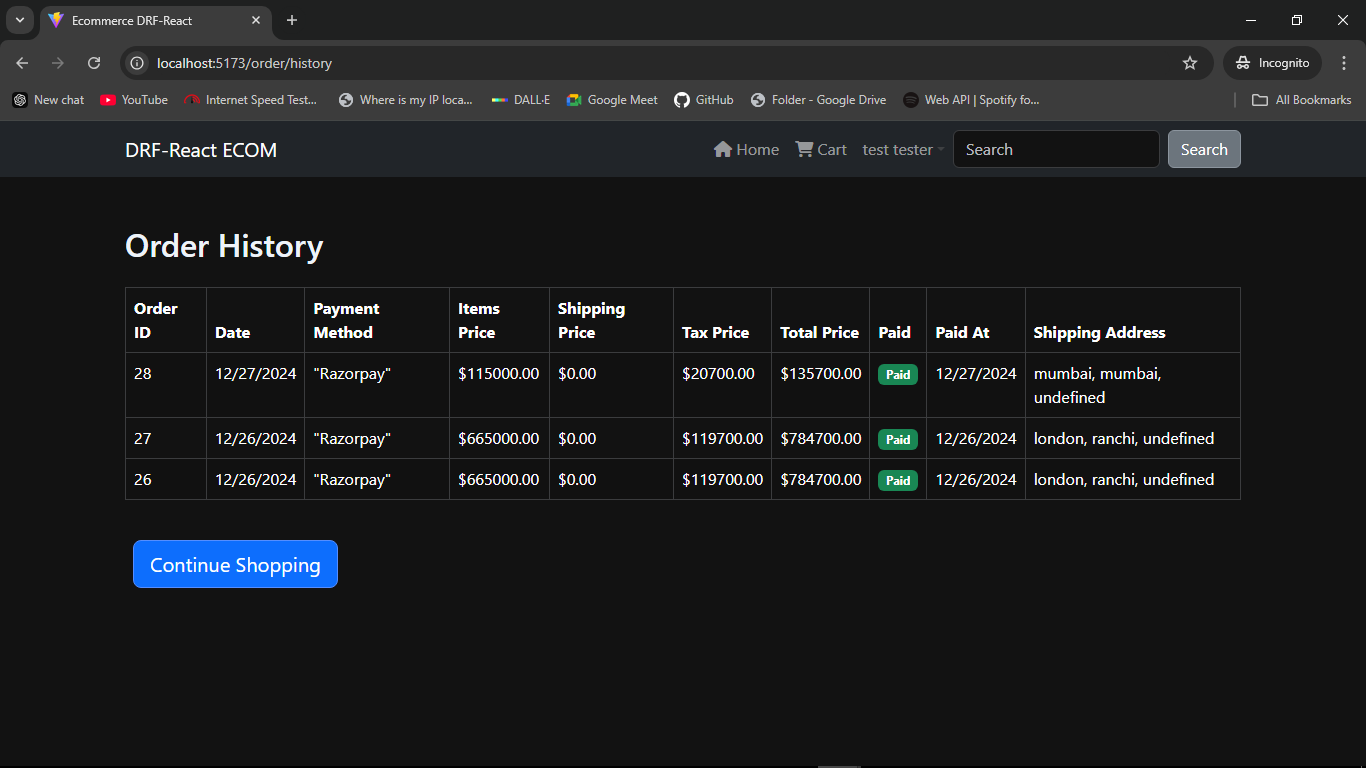 Ecommerce DRF-React
localhost:5173/order/history
Incognito
New chat
YouTube
Internet Speed Test...
Where is my IP loca...
DALL·E
Google Meet
GitHub
Folder - Google Drive
Web API | Spotify fo...
All Bookmarks
DRF-React ECOM
Home
Cart
test tester
Search
Search
Order History
Order ID Date Payment Method Items Price Shipping Price Tax Price Total Price Paid Paid At Shipping Address
28 12/27/2024 "Razorpay" $115000.00 $0.00 $20700.00 $135700.00 Paid 12/27/2024 mumbai, mumbai,
undefined
27 12/26/2024 "Razorpay" $665000.00 $0.00 $119700.00 $784700.00 Paid 12/26/2024 london, ranchi, undefined
26 12/26/2024 "Razorpay" $665000.00 $0.00 $119700.00 $784700.00 Paid 12/26/2024 london, ranchi, undefined
Continue Shopping